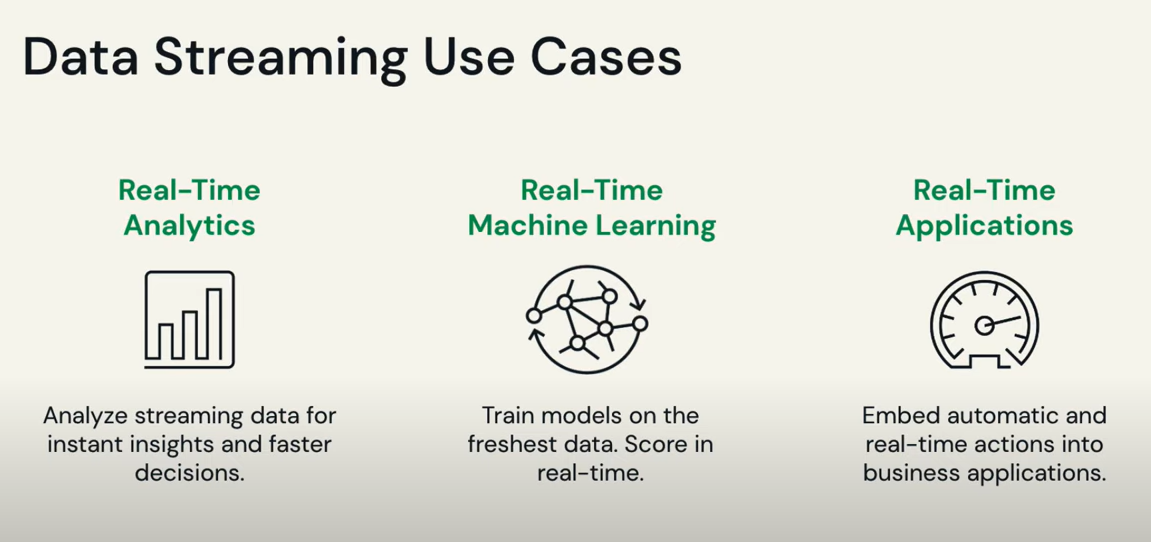 Data Streaming Use Cases
Real-Time
Analytics
Analyze streaming data for
instant insights and faster
decisions.
Real-Time
Machine Learning
Train models on the
freshest data. Score in
real-time.
Real-Time
Applications
Embed automatic and
real-time actions into
business applications.